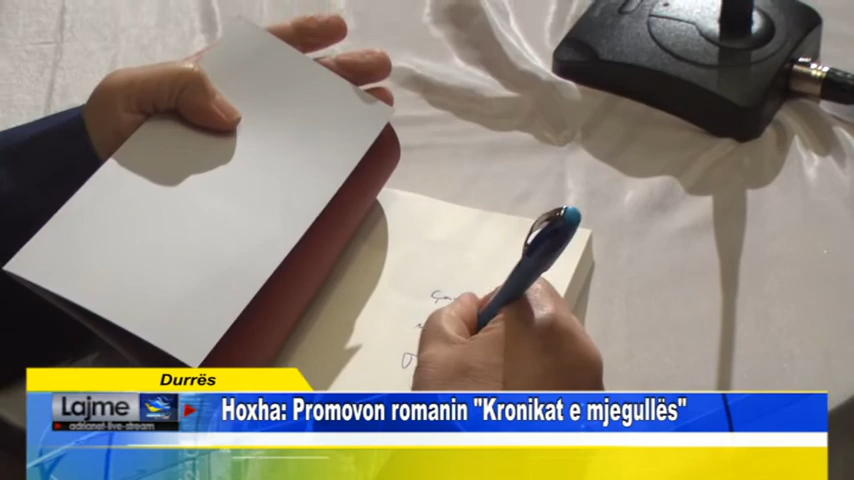 Durrës
Lajme
adrianet-live-stream
Hoxha: Promovon romanin "Kronikat e mjegullës"